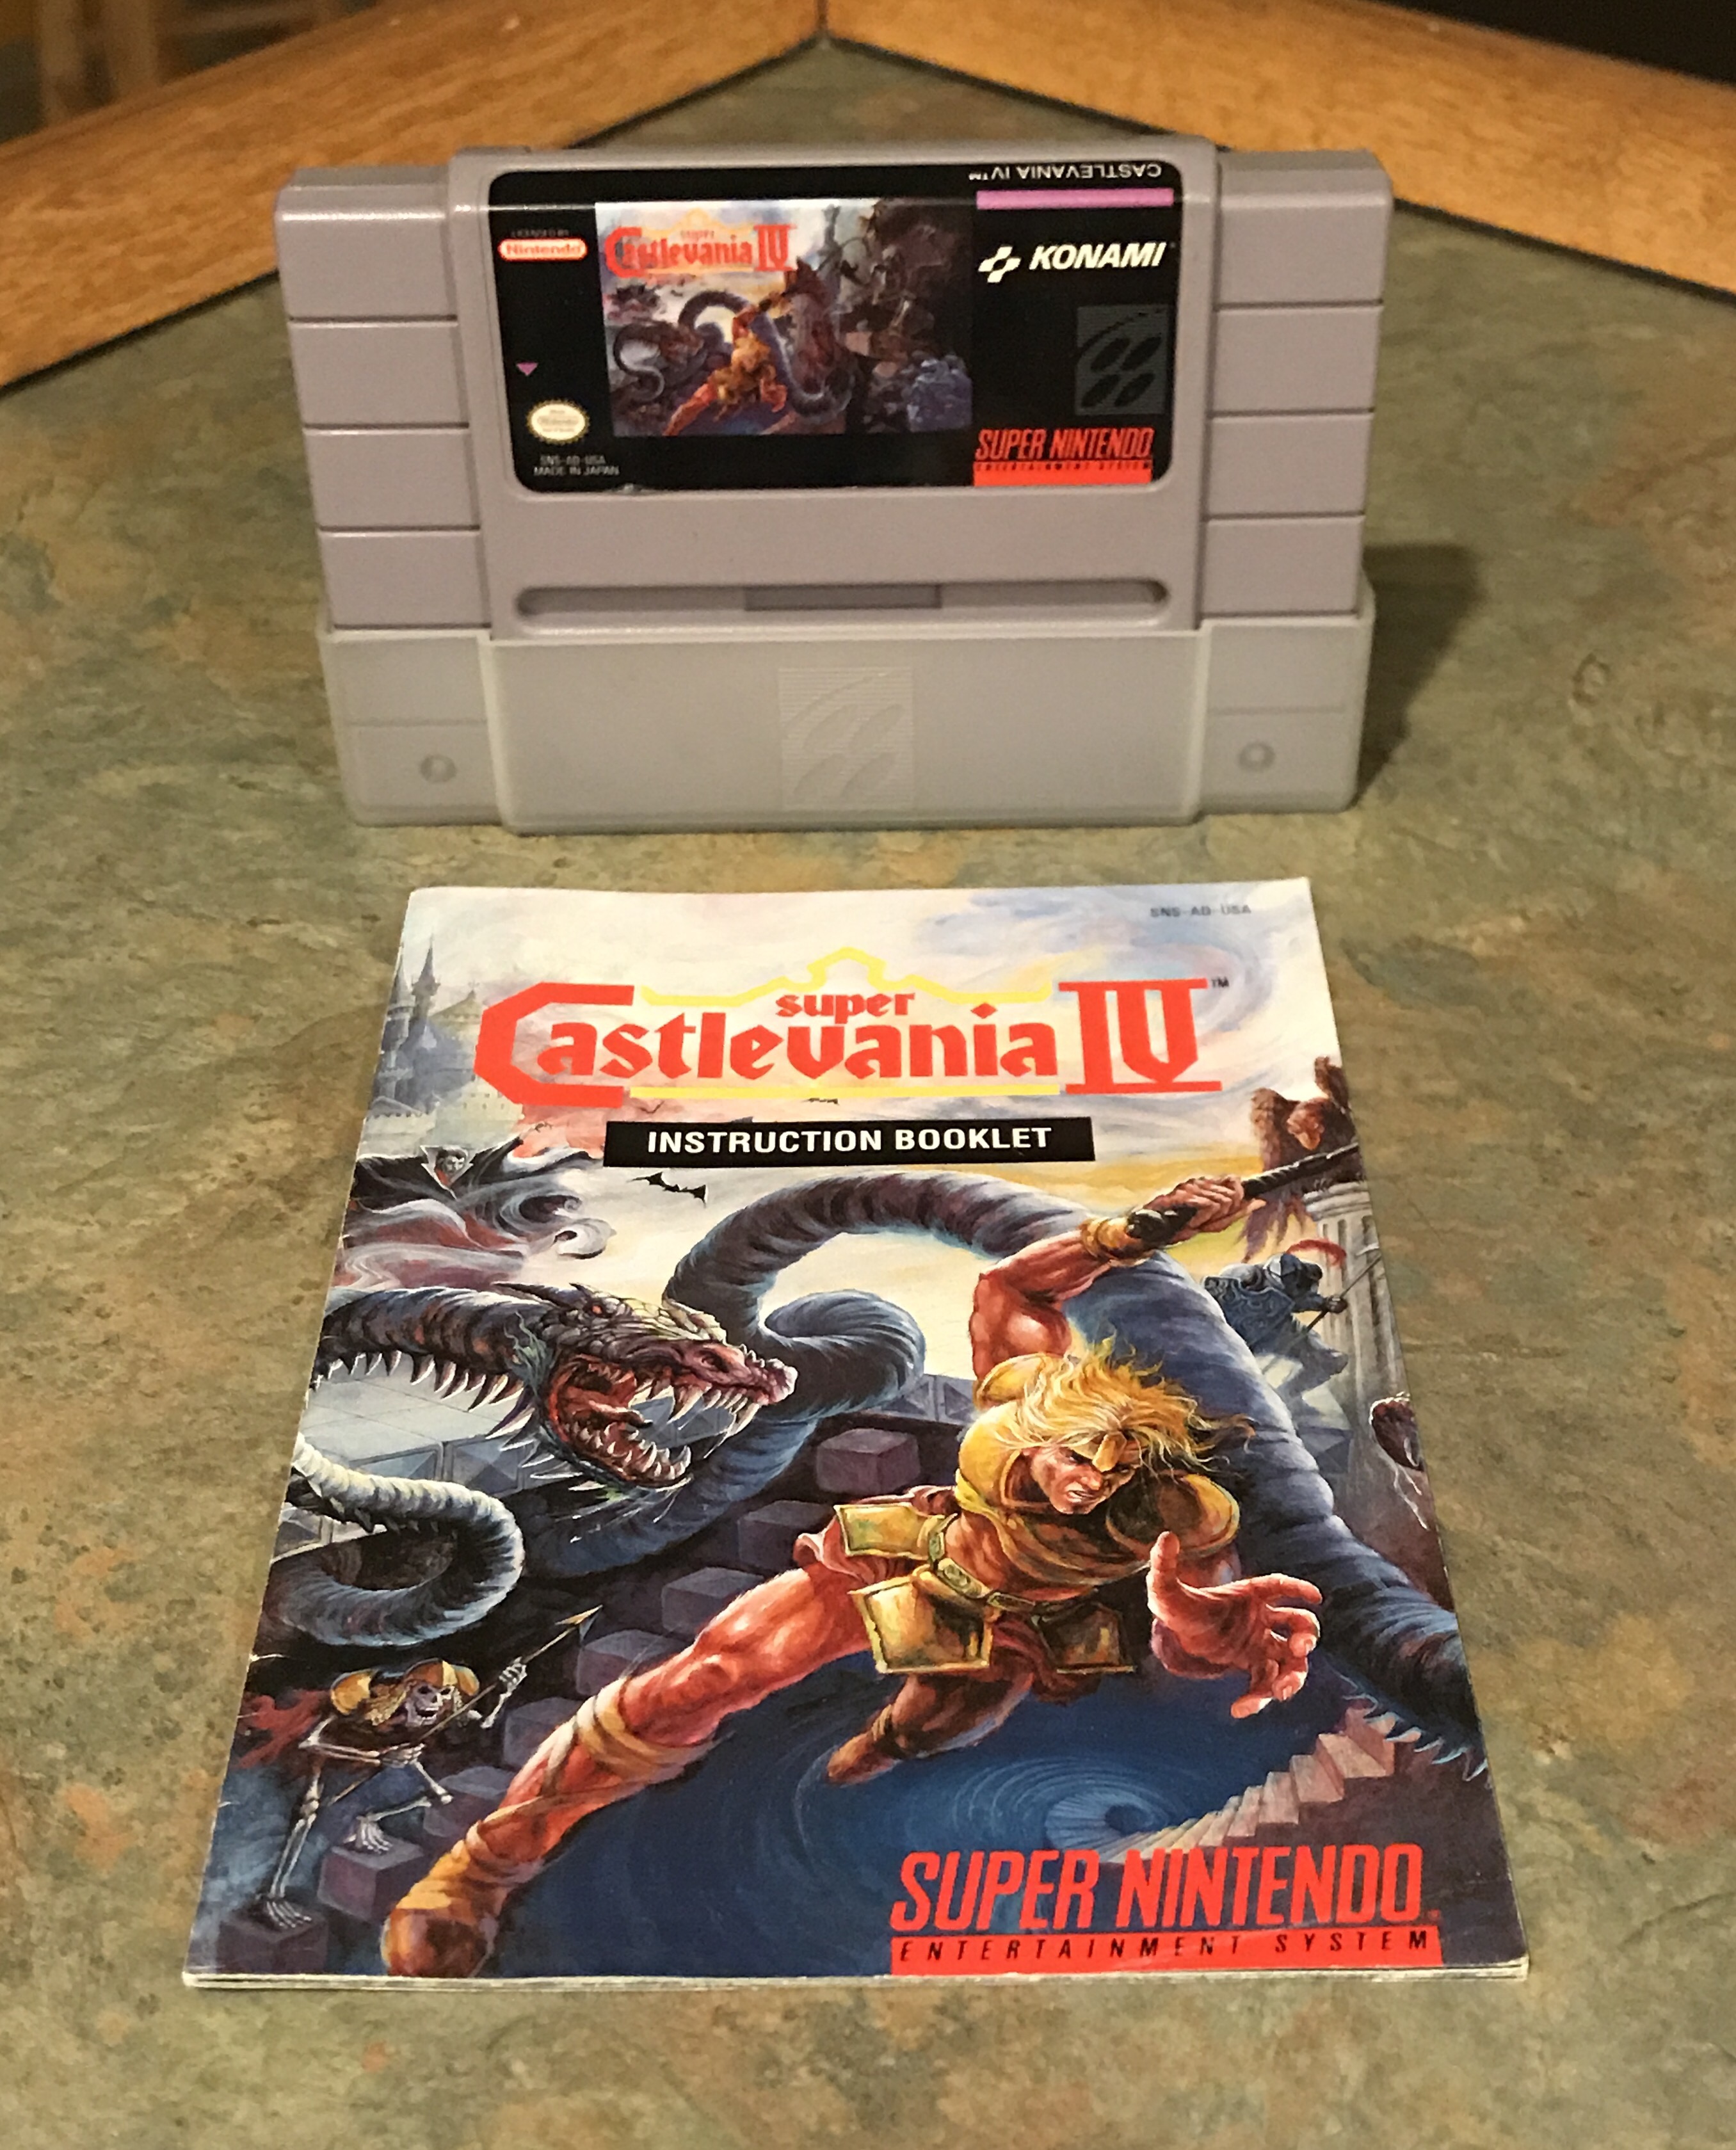 CASTLEVANIA IV™
LICENSED BY
Nintendo
super
Castlevania IV
KONAMI
SNS-AD-USA
MADE IN JAPAN
SUPER NINTENDO
ENTERTAINMENT SYSTEM
SNS-AD-USA
super
Castlevania IV™
INSTRUCTION BOOKLET
SUPER NINTENDO
ENTERTAINMENT SYSTEM